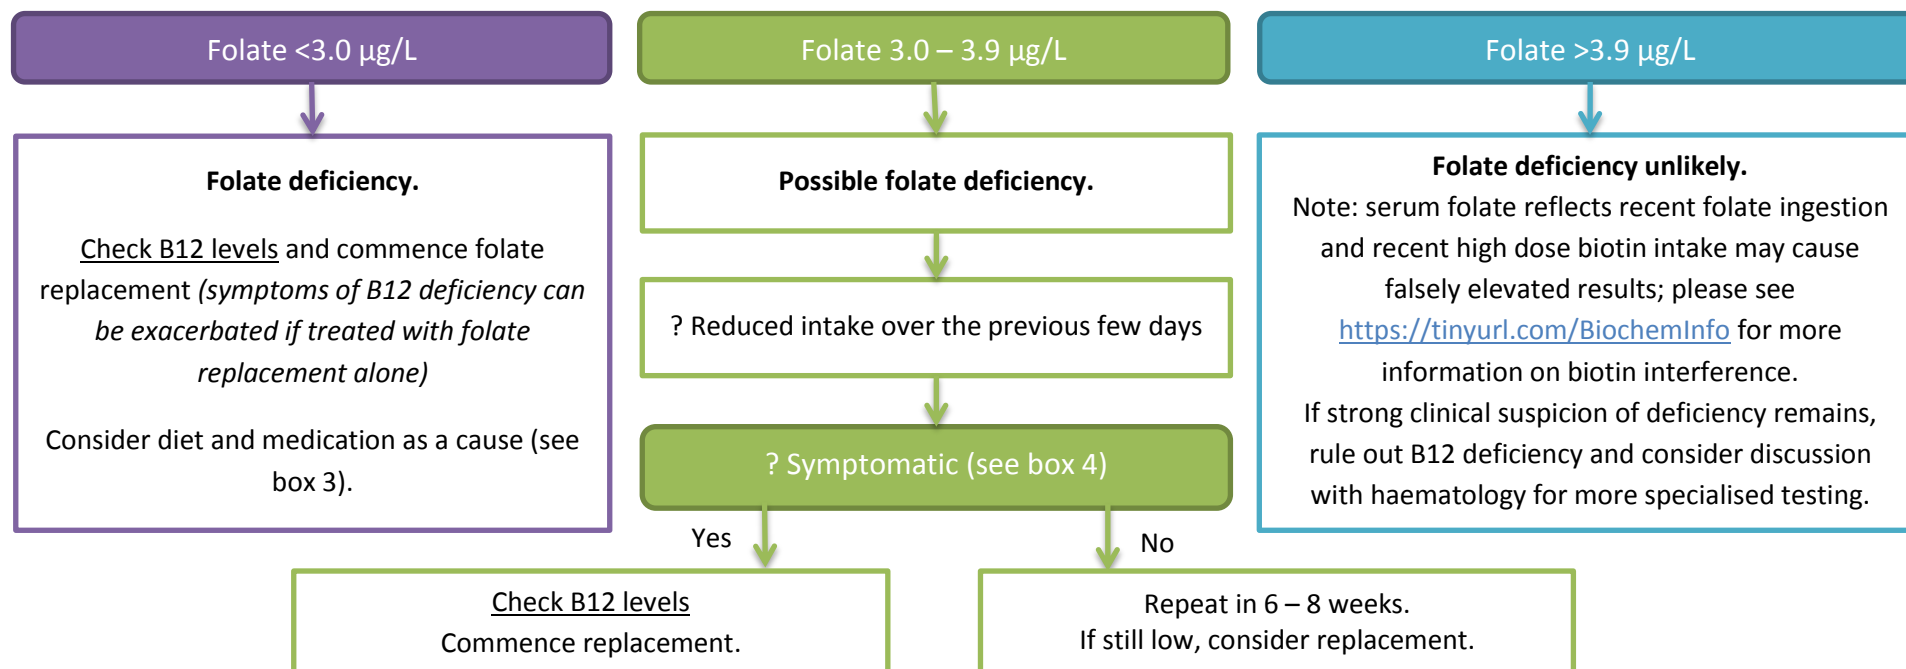 Folate <3.0 µg/L
Folate 3.0 – 3.9 µg/L
Folate >3.9 µg/L
Folate deficiency.
Check B12 levels and commence folate
replacement (symptoms of B12 deficiency can
be exacerbated if treated with folate
replacement alone)
Consider diet and medication as a cause (see
box 3).
Possible folate deficiency.
? Reduced intake over the previous few days
? Symptomatic (see box 4)
Yes
No
Check B12 levels
Commence replacement.
Repeat in 6 – 8 weeks.
If still low, consider replacement.
Folate deficiency unlikely.
Note: serum folate reflects recent folate ingestion
and recent high dose biotin intake may cause
falsely elevated results; please see
https://tinyurl.com/BiochemInfo for more
information on biotin interference.
If strong clinical suspicion of deficiency remains,
rule out B12 deficiency and consider discussion
with haematology for more specialised testing.